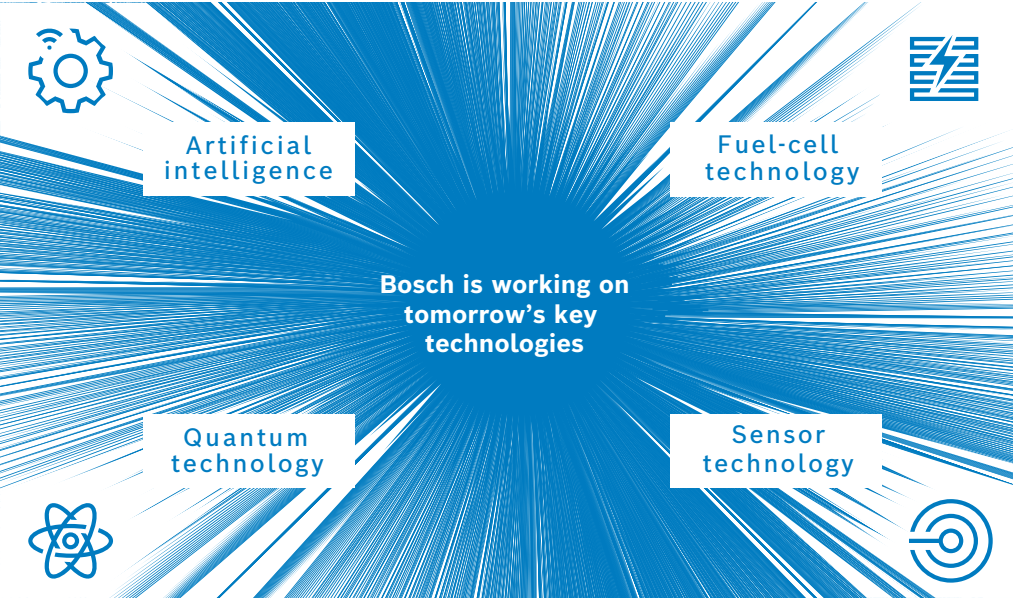 Artificial
intelligence
Fuel-cell
technology
Bosch is working on
tomorrow’s key
technologies
Quantum
technology
Sensor
technology